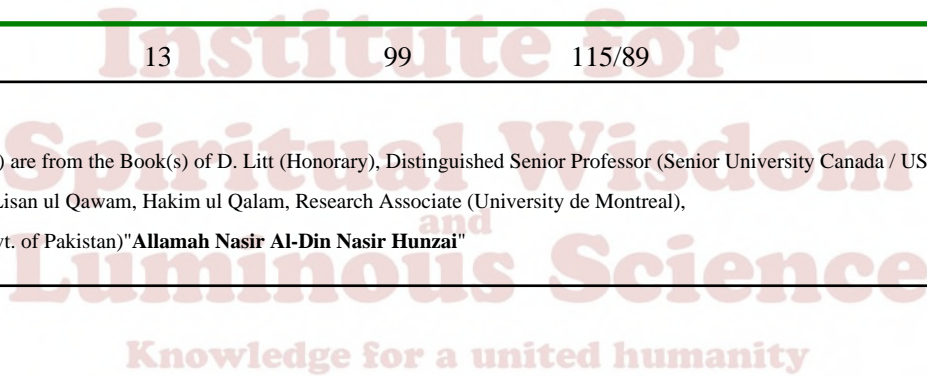 Institute for
13 99 115/89
Spiritual Wisdom
) are from the Book(s) of D. Litt (Honorary), Distinguished Senior Professor (Senior University Canada / US
Lisan ul Qawam, Hakim ul Qalam, Research Associate (University de Montreal),
and
vt. of Pakistan)"Allamah Nasir Al-Din Nasir Hunzai"
Luminous Science
Knowledge for a united humanity